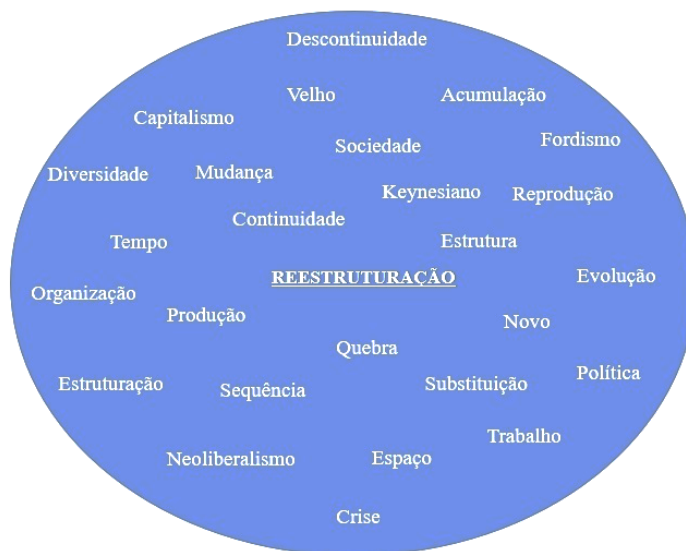 Descontinuidade
Velho
Acumulação
Capitalismo
Fordismo
Sociedade
Diversidade
Mudança
Keynesiano
Reprodução
Continuidade
Tempo
Estrutura
REESTRUTURAÇÃO
Evolução
Organização
Produção
Novo
Quebra
Política
Estruturação
Sequência
Substituição
Trabalho
Neoliberalismo
Espaço
Crise